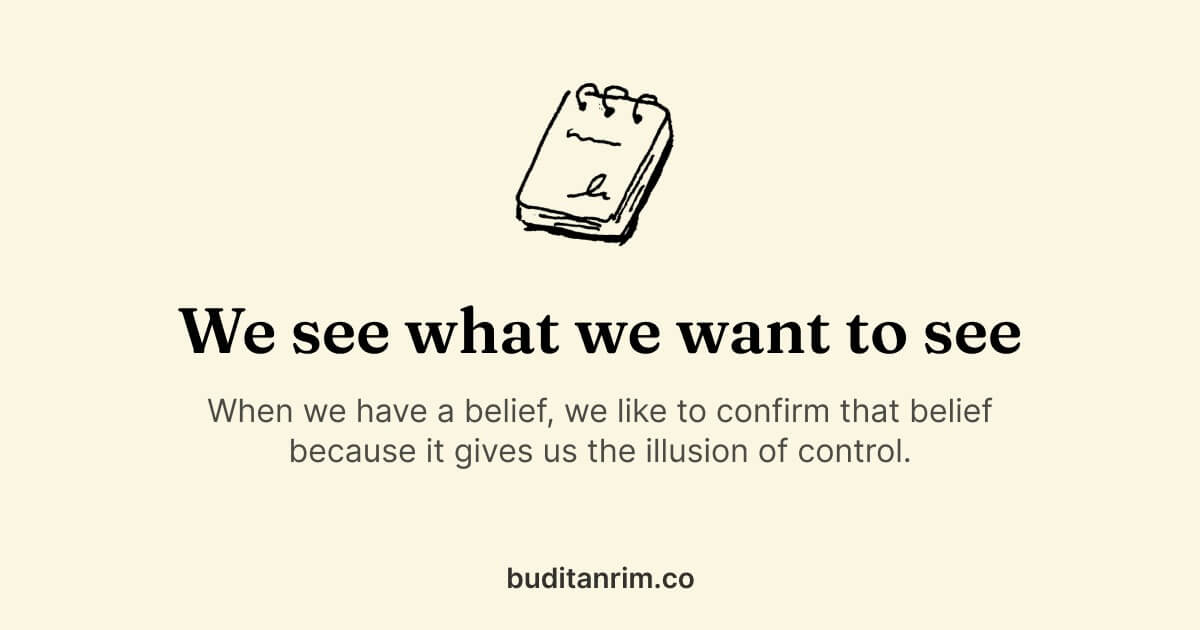 We see what we want to see
When we have a belief, we like to confirm that belief
because it gives us the illusion of control.
buditanrim.co